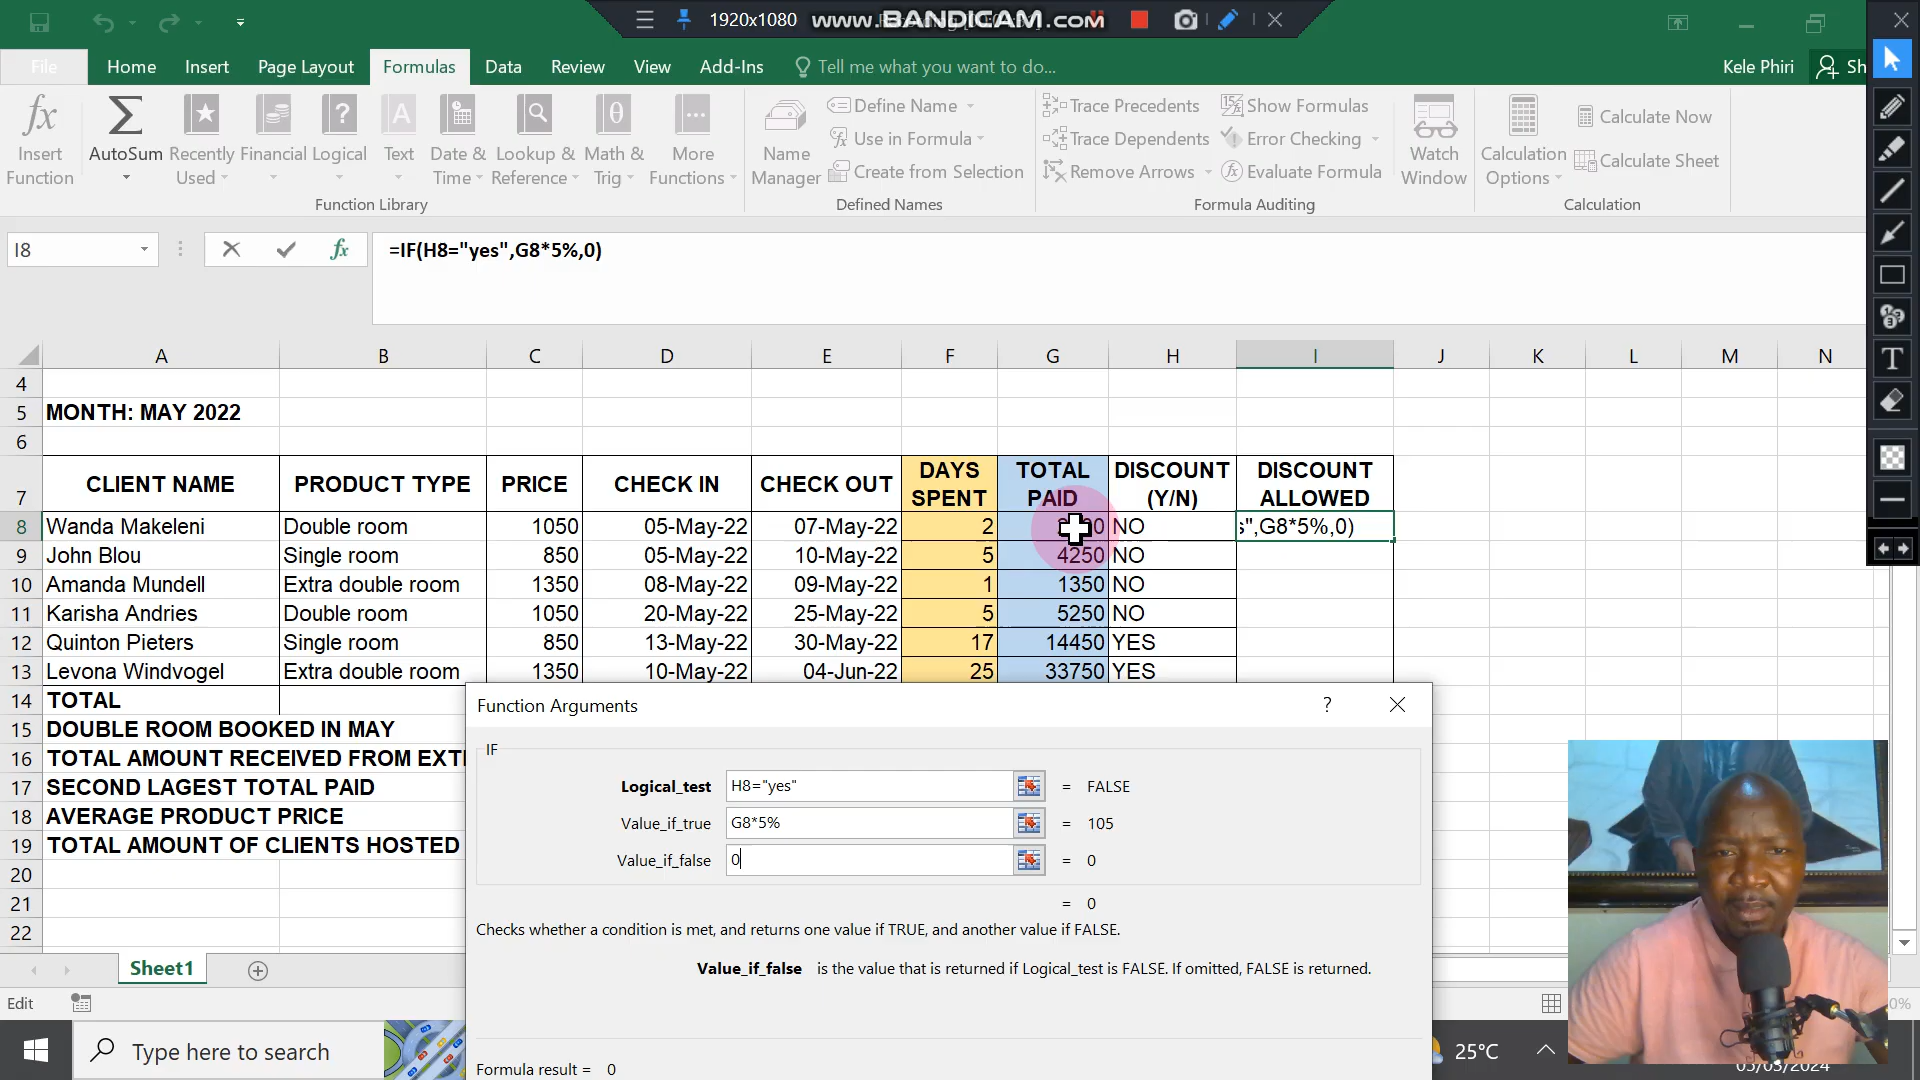 1920x1080 www.BANDICAM.com
File Home Insert Page Layout Formulas Data Review View Add-Ins Tell me what you want to do... Kele Phiri Sh
Insert Function AutoSum Recently Used Financial Logical Text Date & Time Lookup & Reference Math & Trig More Functions
Name Manager Define Name Use in Formula Create from Selection
Trace Precedents Trace Dependents Remove Arrows Show Formulas Error Checking Evaluate Formula Watch Window
Calculation Options Calculate Now Calculate Sheet
Function Library Defined Names Formula Auditing Calculation
I8 fx =IF(H8="yes",G8*5%,0)
A B C D E F G H I J K L M N
4
5 MONTH: MAY 2022
6
7 CLIENT NAME PRODUCT TYPE PRICE CHECK IN CHECK OUT DAYS SPENT TOTAL PAID DISCOUNT (Y/N) DISCOUNT ALLOWED
8 Wanda Makeleni Double room 1050 05-May-22 07-May-22 2 NO s",G8*5%,0)
9 John Blou Single room 850 05-May-22 10-May-22 5 4250 NO
10 Amanda Mundell Extra double room 1350 08-May-22 09-May-22 1 1350 NO
11 Karisha Andries Double room 1050 20-May-22 25-May-22 5 5250 NO
12 Quinton Pieters Single room 850 13-May-22 30-May-22 17 14450 YES
13 Levona Windvogel Extra double room 1350 10-May-22 04-Jun-22 25 33750 YES
14 TOTAL
15 DOUBLE ROOM BOOKED IN MAY
16 TOTAL AMOUNT RECEIVED FROM EXT
17 SECOND LAGEST TOTAL PAID
18 AVERAGE PRODUCT PRICE
19 TOTAL AMOUNT OF CLIENTS HOSTED
20
21
22
Function Arguments ?
IF
Logical_test H8="yes" = FALSE
Value_if_true G8*5% = 105
Value_if_false 0 = 0
= 0
Checks whether a condition is met, and returns one value if TRUE, and another value if FALSE.
Value_if_false is the value that is returned if Logical_test is FALSE. If omitted, FALSE is returned.
Formula result = 0
Sheet1
Edit
Type here to search
25°C